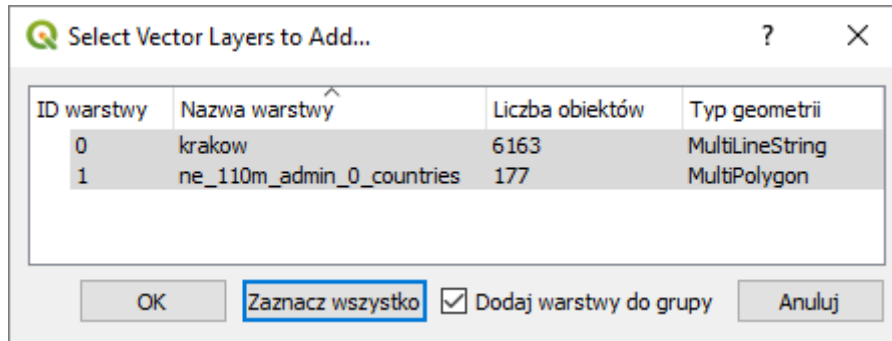 Select Vector Layers to Add...
?
ID warstwy Nazwa warstwy Liczba obiektów Typ geometrii
0 krakow 6163 MultiLineString
1 ne_110m_admin_0_countries 177 MultiPolygon
OK Zaznacz wszystko Dodaj warstwy do grupy Anuluj